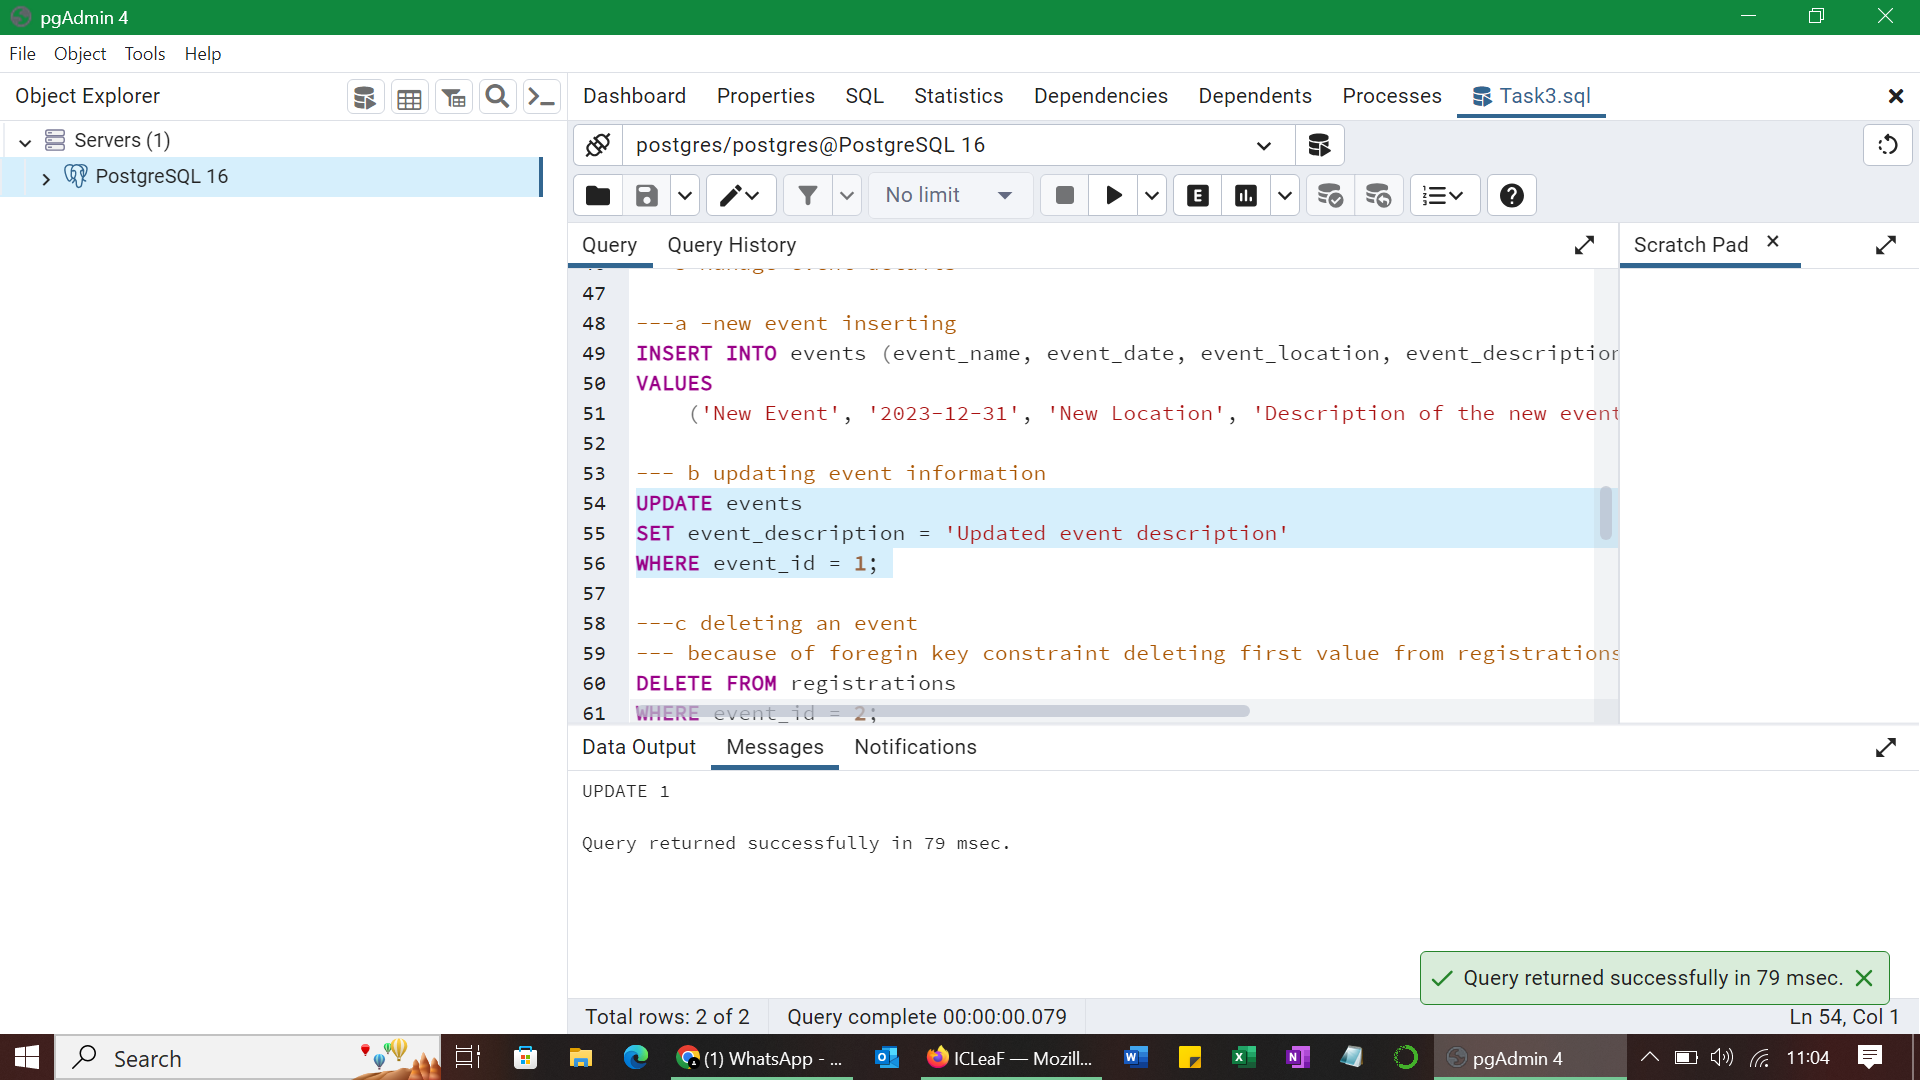 pgAdmin 4
File Object Tools Help
Object Explorer
Dashboard Properties SQL Statistics Dependencies Dependents Processes Task3.sql
Servers (1)
PostgreSQL 16
postgres/postgres@PostgreSQL 16
No limit
E
Query Query History
Scratch Pad
47
48 ---a -new event inserting
49 INSERT INTO events (event_name, event_date, event_location, event_description
50 VALUES
51 ('New Event', '2023-12-31', 'New Location', 'Description of the new event
52
53 --- b updating event information
54 UPDATE events
55 SET event_description = 'Updated event description'
56 WHERE event_id = 1;
57
58 ---c deleting an event
59 --- because of foregin key constraint deleting first value from registrations
60 DELETE FROM registrations
61 WHERE event_id = 2;
Data Output Messages Notifications
UPDATE 1
Query returned successfully in 79 msec.
Query returned successfully in 79 msec.
Total rows: 2 of 2 Query complete 00:00:00.079 Ln 54, Col 1
Search (1) WhatsApp - ... ICLeaF — Mozill... pgAdmin 4 11:04